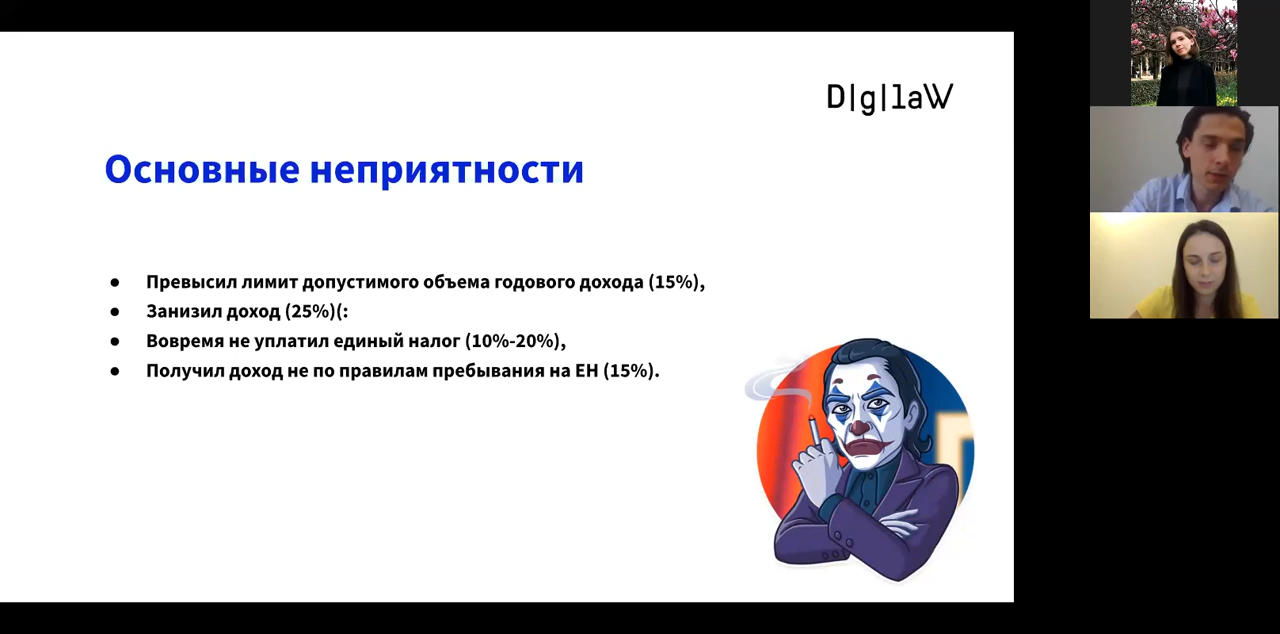 D|g|law
Основные неприятности
● Превысил лимит допустимого объема годового дохода (15%),
● Занизил доход (25%)(:
● Вовремя не уплатил единый налог (10%-20%),
● Получил доход не по правилам пребывания на ЕН (15%).